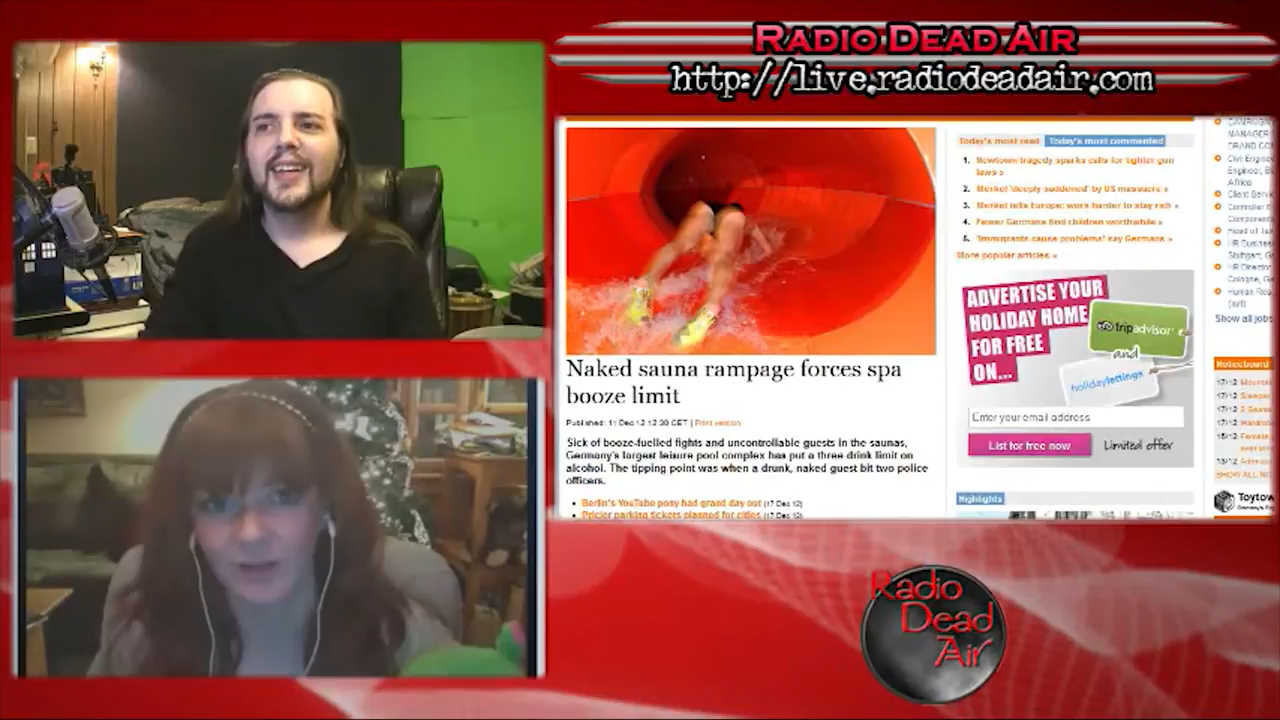 Radio Dead Air
http://live.radiodeadair.com
Today's most read Today's most commented
1. Newtown tragedy sparks calls for tighter gun
laws »
2. Merkel 'deeply saddened' by US massacre »
3. Merkel tells Europe: work harder to stay rich »
4. Fewer Germans find children worthwhile »
5. 'Immigrants cause problems' say Germans »
More popular articles »
Show all jobs
ADVERTISE YOUR
HOLIDAY HOME
FOR FREE
ON...
tripadvisor
and
holidaylettings
Enter your email address
List for free now Limited offer
Highlights
Naked sauna rampage forces spa
booze limit
Published: 11 Dec 12 12:30 CET | Print version
Sick of booze-fuelled fights and uncontrollable guests in the saunas,
Germany's largest leisure pool complex has put a three drink limit on
alcohol. The tipping point was when a drunk, naked guest bit two police
officers.
Berlin's YouTube pony had grand day out (17 Dec 12)
Pricier parking tickets planned for cities (17 Dec 12)
Noticeboard
Toytow
Radio
Dead
Air